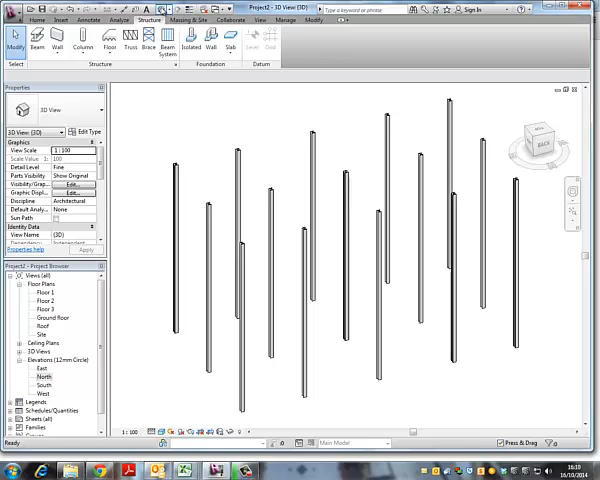 Project2 - 3D View {3D}
Type a keyword or phrase
Sign In
Home Insert Annotate Analyze Structure Massing & Site Collaborate View Manage Modify
Modify Beam Wall Column Floor Truss Brace Beam System Isolated Wall Slab Level Grid
Select Structure Foundation Datum
Properties
3D View
3D View: {3D} Edit Type
Graphics
View Scale 1 : 100
Scale Value 1: 100
Detail Level Fine
Parts Visibility Show Original
Visibility/Grap... Edit...
Graphic Displ... Edit...
Discipline Architectural
Default Analy... None
Sun Path
Identity Data
View Name {3D}
Dependency Independent
Properties help Apply
BACK
Project2 - Project Browser
Views (all)
Floor Plans
Floor 1
Floor 2
Floor 3
Ground floor
Roof
Site
Ceiling Plans
3D Views
Elevations (12mm Circle)
East
North
South
West
Legends
Schedules/Quantities
Sheets (all)
Families
1 : 100
Ready
:0
Main Model
Press & Drag
:0
16:10
16/10/2014